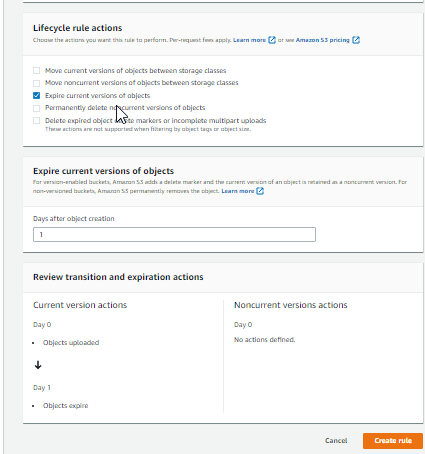 Lifecycle rule actions
Choose the actions you want this rule to perform. Per-request fees apply. Learn more or see Amazon S3 pricing
Move current versions of objects between storage classes
Move noncurrent versions of objects between storage classes
Expire current versions of objects
Permanently delete noncurrent versions of objects
Delete expired object delete markers or incomplete multipart uploads
These actions are not supported when filtering by object tags or object size.
Expire current versions of objects
For version-enabled buckets, Amazon S3 adds a delete marker and the current version of an object is retained as a noncurrent version. For
non-versioned buckets, Amazon S3 permanently removes the object. Learn more
Days after object creation
1
Review transition and expiration actions
Current version actions
Day 0
Objects uploaded
Day 1
Objects expire
Noncurrent versions actions
Day 0
No actions defined.
Cancel
Create rule